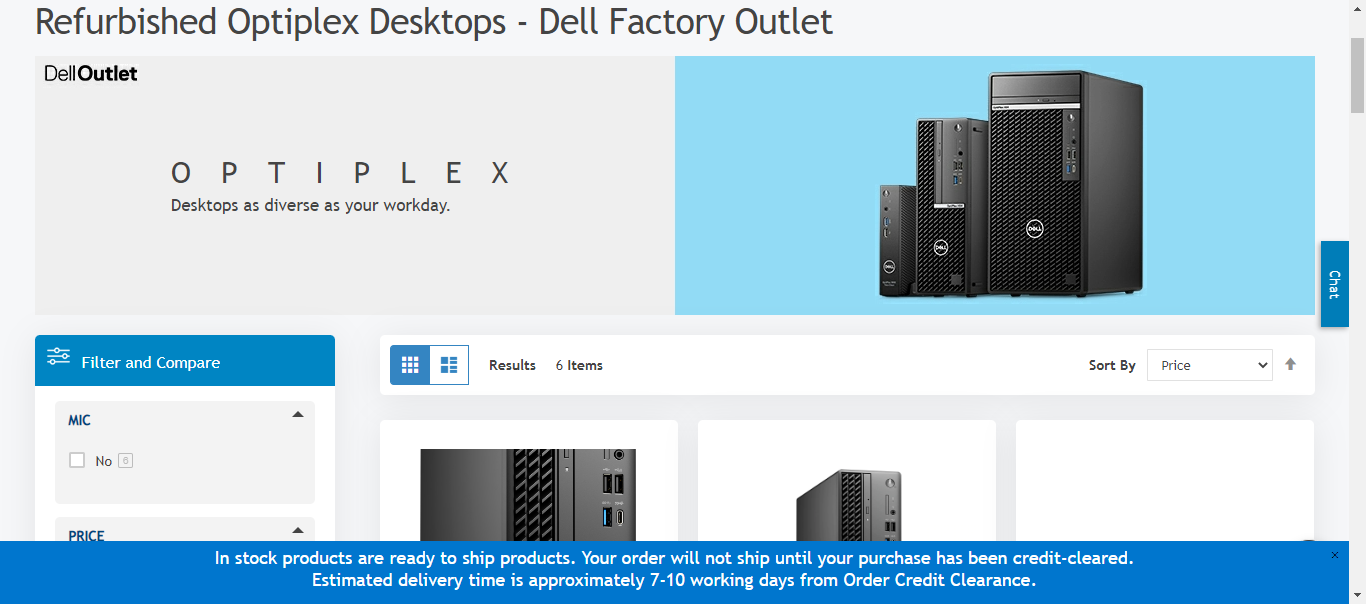 Refurbished Optiplex Desktops - Dell Factory Outlet
DellOutlet
OPTIPLEX
Desktops as diverse as your workday.
Chat
Filter and Compare
Results 6 Items
Sort By Price
MIC
No 6
PRICE
In stock products are ready to ship products. Your order will not ship until your purchase has been credit-cleared.
Estimated delivery time is approximately 7-10 working days from Order Credit Clearance.
DELL
DELL
DELL